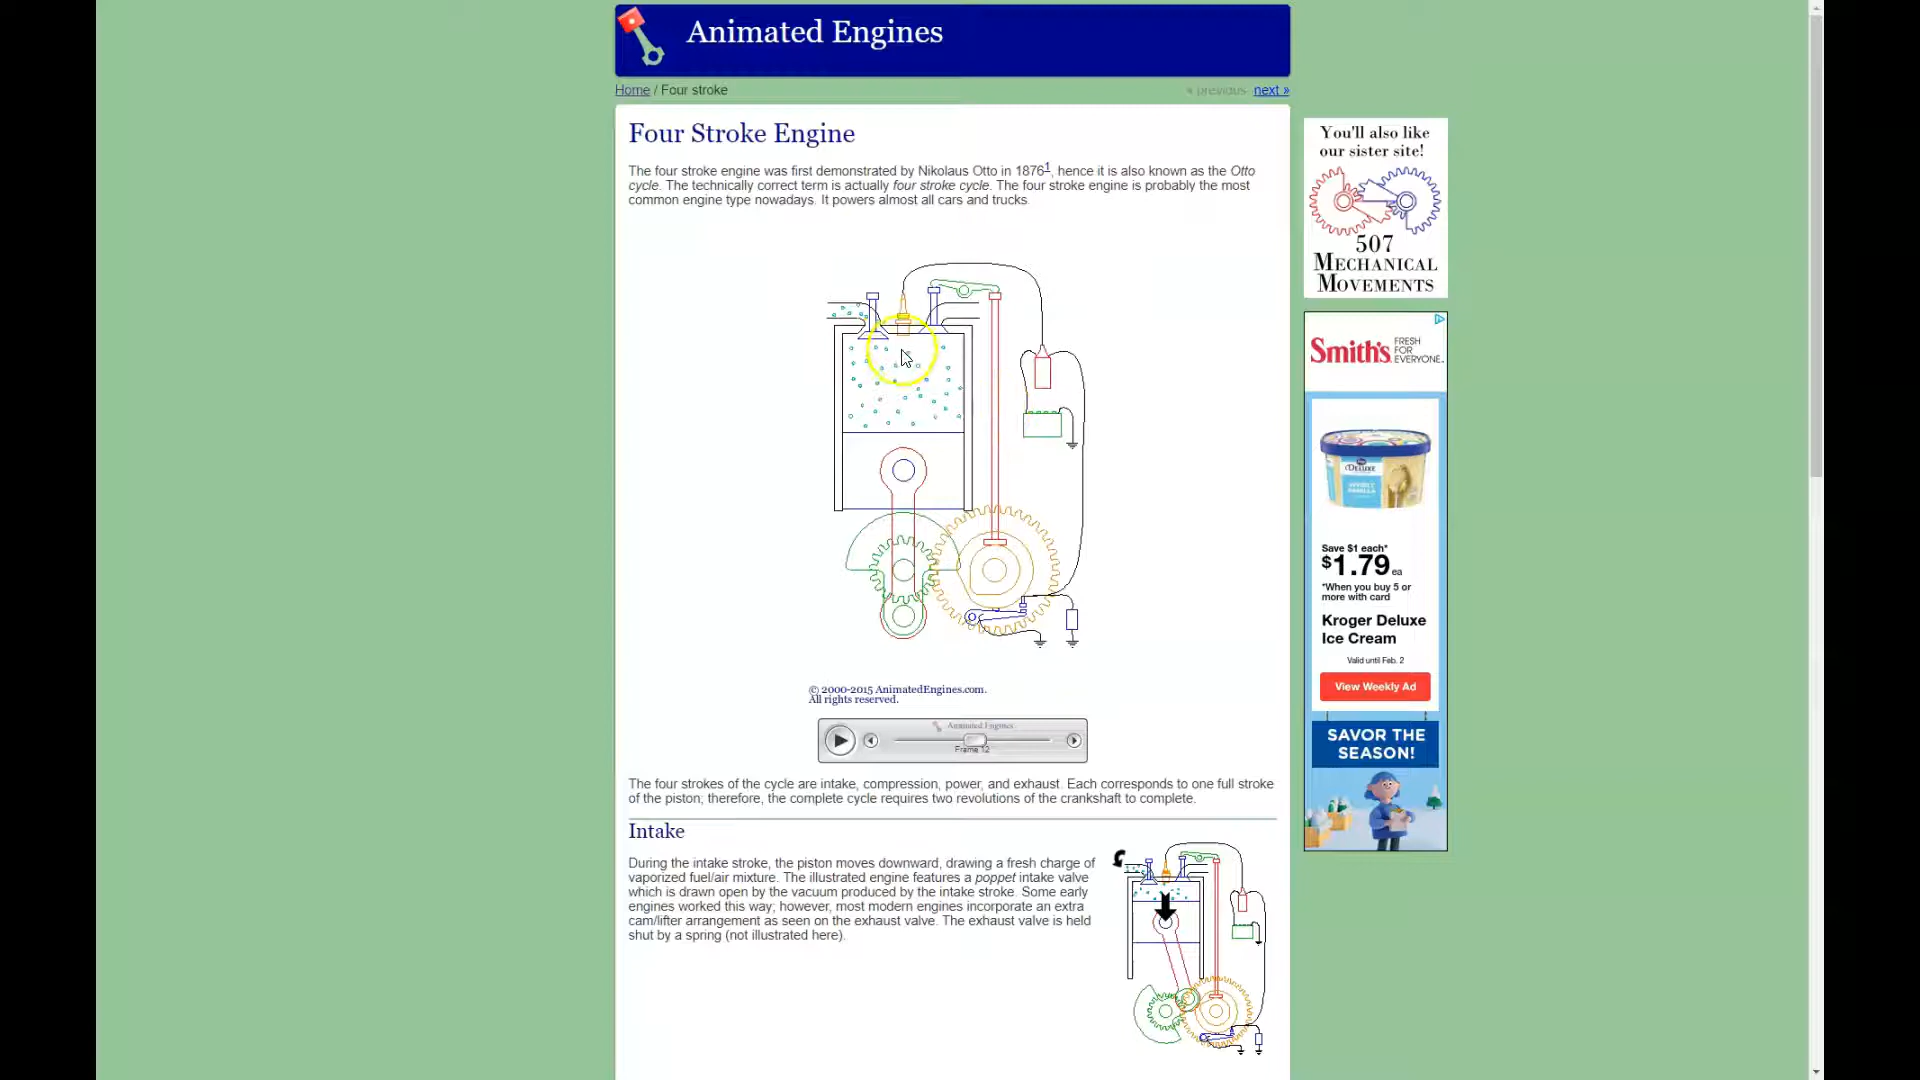 Animated Engines
Home / Four stroke
« previous next »
Four Stroke Engine
The four stroke engine was first demonstrated by Nikolaus Otto in 1876¹, hence it is also known as the Otto
cycle. The technically correct term is actually four stroke cycle. The four stroke engine is probably the most
common engine type nowadays. It powers almost all cars and trucks.
© 2000-2015 AnimatedEngines.com.
All rights reserved.
Animated Engines
Frame 12
The four strokes of the cycle are intake, compression, power, and exhaust. Each corresponds to one full stroke
of the piston; therefore, the complete cycle requires two revolutions of the crankshaft to complete.
Intake
During the intake stroke, the piston moves downward, drawing a fresh charge of
vaporized fuel/air mixture. The illustrated engine features a poppet intake valve
which is drawn open by the vacuum produced by the intake stroke. Some early
engines worked this way; however, most modern engines incorporate an extra
cam/lifter arrangement as seen on the exhaust valve. The exhaust valve is held
shut by a spring (not illustrated here).
You'll also like
our sister site!
507
Mechanical
Movements
Smith's
FRESH
FOR
EVERYONE.
DELUXE
Save $1 each*
$1.79 ea
*When you buy 5 or
more with card
Kroger Deluxe
Ice Cream
Valid until Feb. 2
View Weekly Ad
SAVOR THE
SEASON!